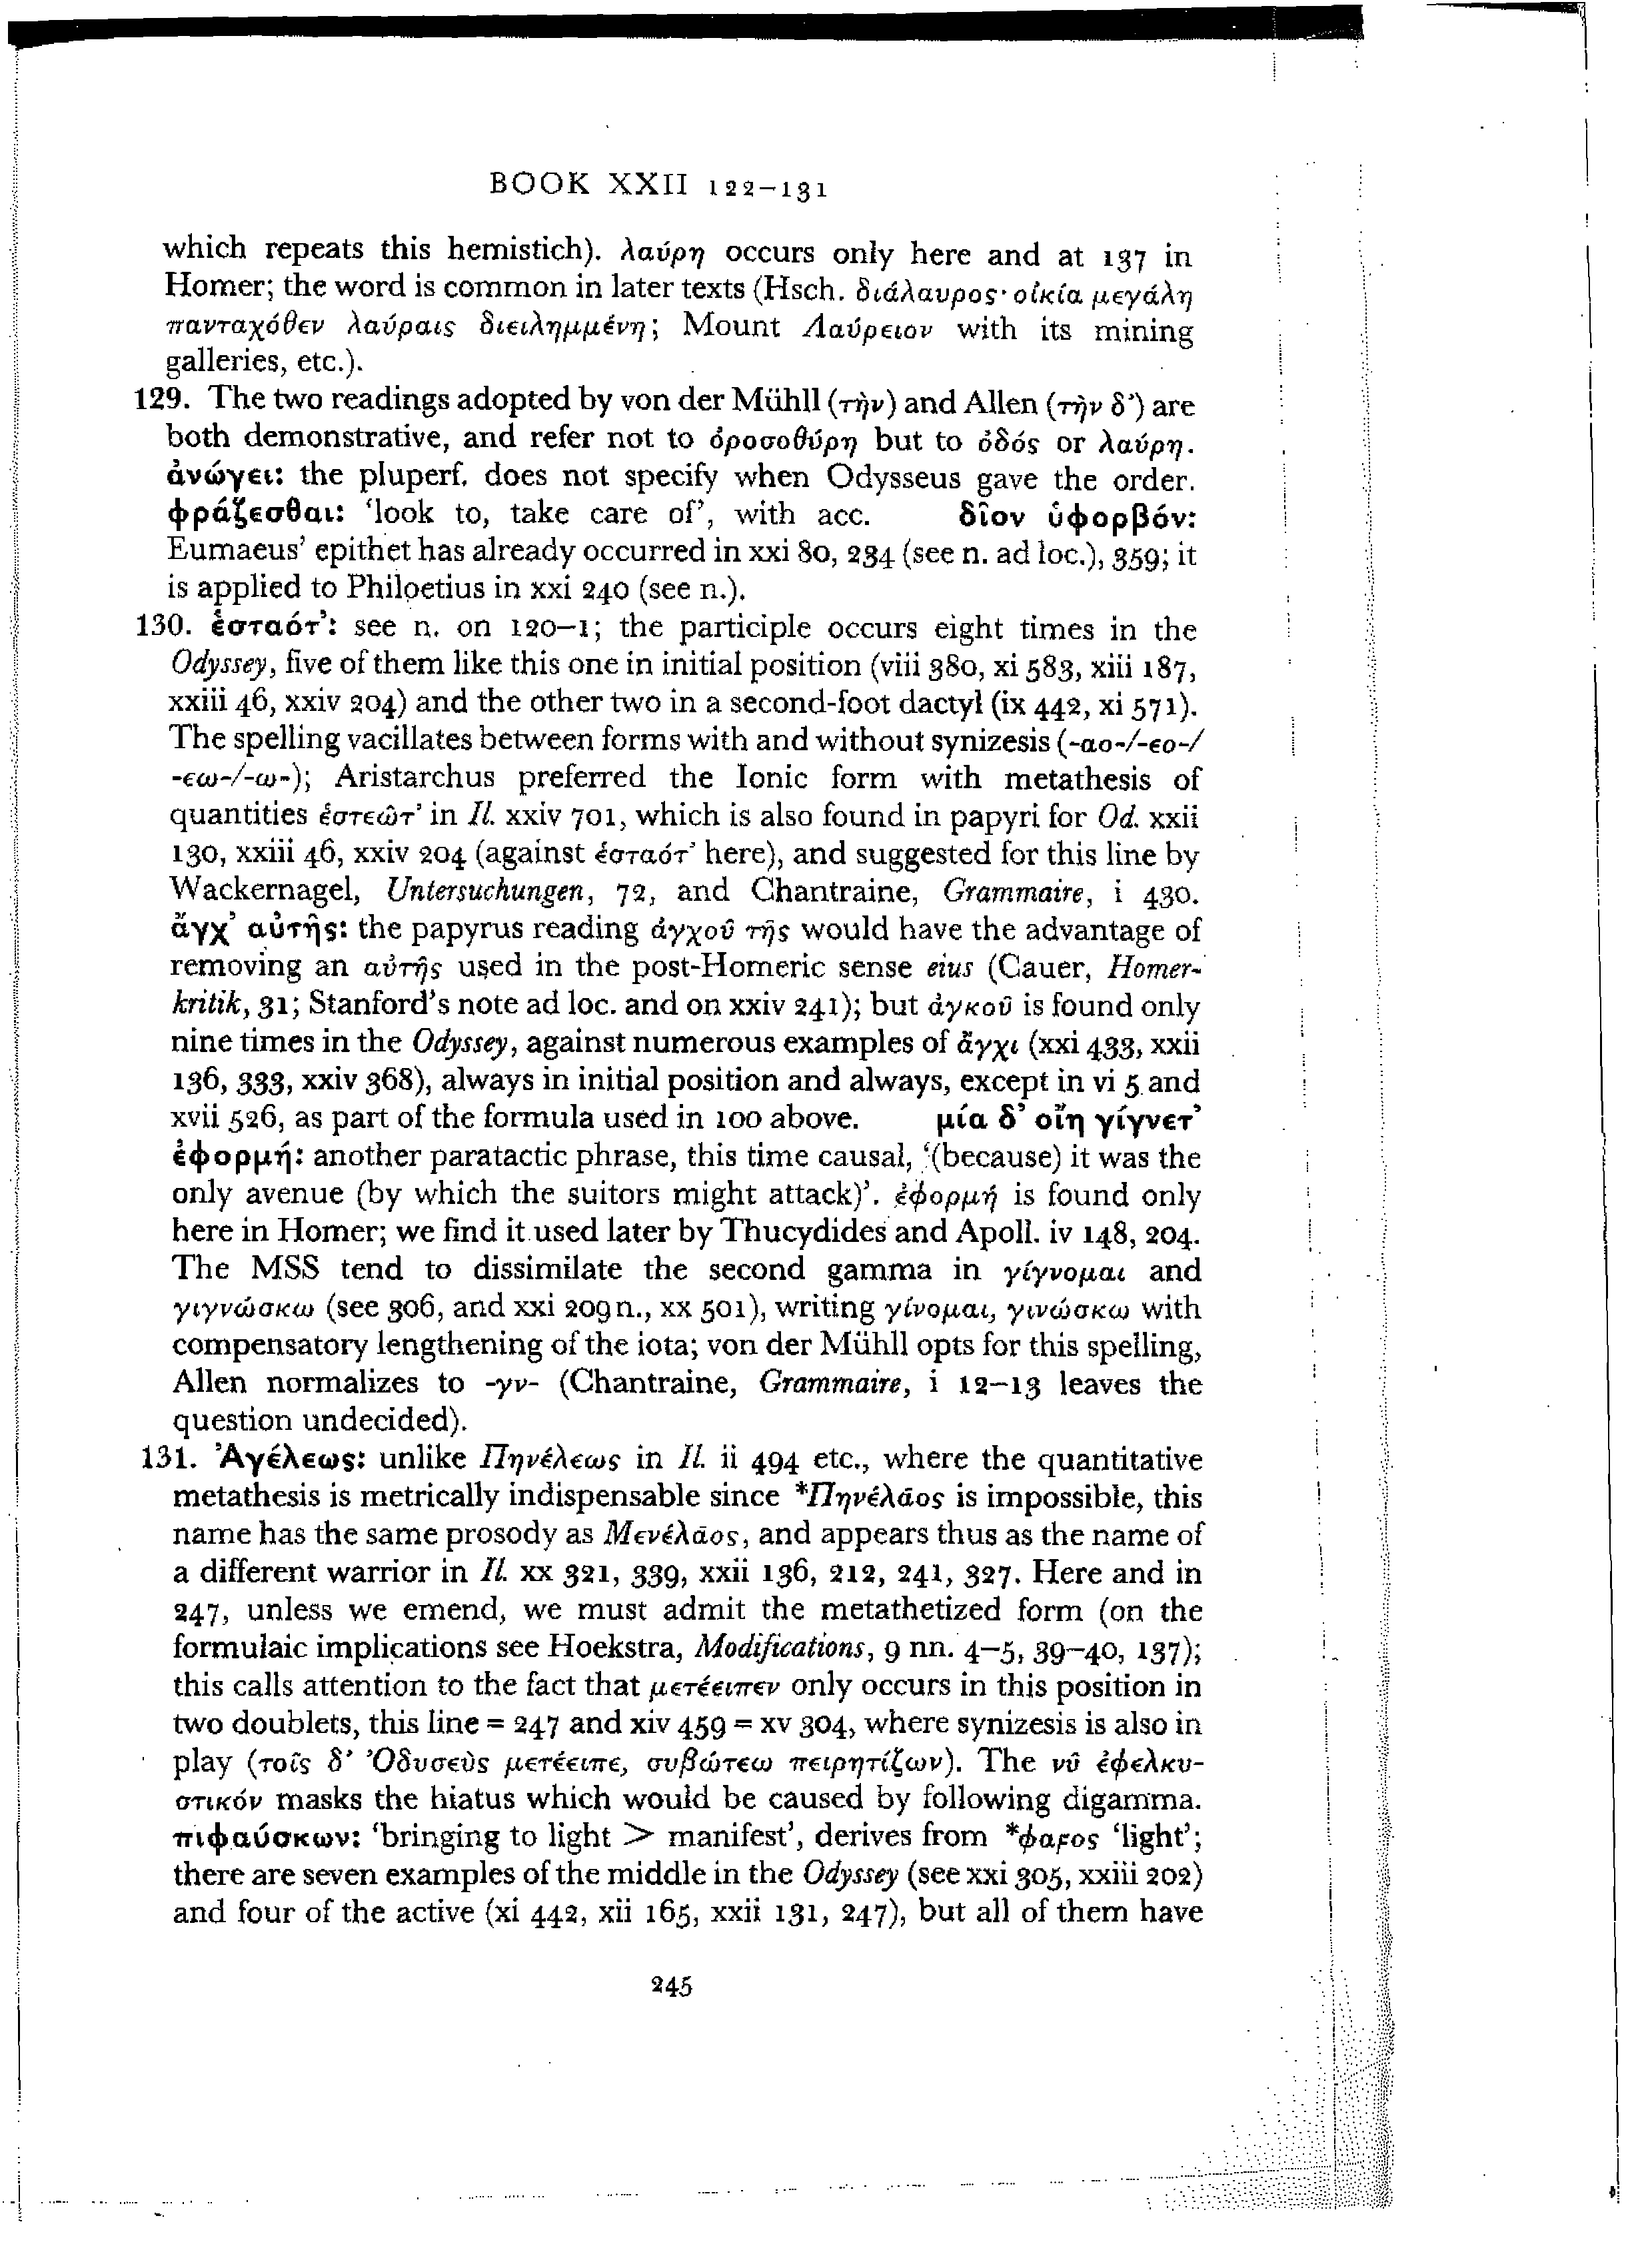 BOOK XXII 122–131
which repeats this hemistich). λαύρη occurs only here and at 137 in
Homer; the word is common in later texts (Hsch. διάλαυρος· οἰκία μεγάλη
πανταχόθεν λαύραις διειλημμένη; Mount Λαύρειον with its mining
galleries, etc.).
129. The two readings adopted by von der Mühll (τὴν) and Allen (τὴν δ’) are
both demonstrative, and refer not to ὀροσοθύρη but to ὁδός or λαύρη.
ἀνώγει: the pluperf. does not specify when Odysseus gave the order.
φράζεσθαι: ‘look to, take care of’, with acc. δῖον ὑφορβόν:
Eumaeus’ epithet has already occurred in xxi 80, 234 (see n. ad loc.), 359; it
is applied to Philoetius in xxi 240 (see n.).
130. ἑσταότ’: see n. on 120–1; the participle occurs eight times in the
Odyssey, five of them like this one in initial position (viii 380, xi 583, xiii 187,
xxiii 46, xxiv 204) and the other two in a second-foot dactyl (ix 442, xi 571).
The spelling vacillates between forms with and without synizesis (-αο-/-εο-/
-εω-/-ω-); Aristarchus preferred the Ionic form with metathesis of
quantities ἑστεῶτ’ in Il. xxiv 701, which is also found in papyri for Od. xxii
130, xxiii 46, xxiv 204 (against ἑσταότ’ here), and suggested for this line by
Wackernagel, Untersuchungen, 72, and Chantraine, Grammaire, i 430.
ἄγχ’ αὐτῆς: the papyrus reading ἀγχοῦ τῆς would have the advantage of
removing an αὐτῆς used in the post-Homeric sense eius (Cauer, Homer-
kritik, 31; Stanford’s note ad loc. and on xxiv 241); but ἀγκοῦ is found only
nine times in the Odyssey, against numerous examples of ἄγχι (xxi 433, xxii
136, 333, xxiv 368), always in initial position and always, except in vi 5 and
xvii 526, as part of the formula used in 100 above. μία δ’ οἴη γίγνετ’
ἐφορμή: another paratactic phrase, this time causal, ‘(because) it was the
only avenue (by which the suitors might attack)’. ἐφορμή is found only
here in Homer; we find it used later by Thucydides and Apoll. iv 148, 204.
The MSS tend to dissimilate the second gamma in γίγνομαι and
γιγνώσκω (see 306, and xxi 209 n., xx 501), writing γίνομαι, γινώσκω with
compensatory lengthening of the iota; von der Mühll opts for this spelling,
Allen normalizes to -γν- (Chantraine, Grammaire, i 12–13 leaves the
question undecided).
131. Ἀγέλεως: unlike Πηνέλεως in Il. ii 494 etc., where the quantitative
metathesis is metrically indispensable since *Πηνέλᾱος is impossible, this
name has the same prosody as Μενέλᾱος, and appears thus as the name of
a different warrior in Il. xx 321, 339, xxii 136, 212, 241, 327. Here and in
247, unless we emend, we must admit the metathetized form (on the
formulaic implications see Hoekstra, Modifications, 9 nn. 4–5, 39–40, 137);
this calls attention to the fact that μετέειπεν only occurs in this position in
two doublets, this line = 247 and xiv 459 = xv 304, where synizesis is also in
play (τοῖς δ’ Ὀδυσεὺς μετέειπε, συβώτεω πειρητίζων). The νῦ ἐφελκυ-
στικόν masks the hiatus which would be caused by following digamma.
πιφαύσκων: ‘bringing to light > manifest’, derives from *φαϝος ‘light’;
there are seven examples of the middle in the Odyssey (see xxi 305, xxiii 202)
and four of the active (xi 442, xii 165, xxii 131, 247), but all of them have
245